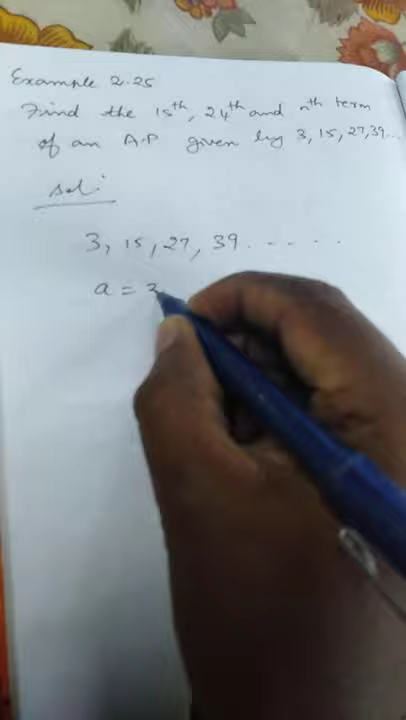 Example 2.25
Find the 15th, 24th and nth term
of an A.P given by 3, 15, 27, 39...
sol:
3, 15, 27, 39.......
a = 3